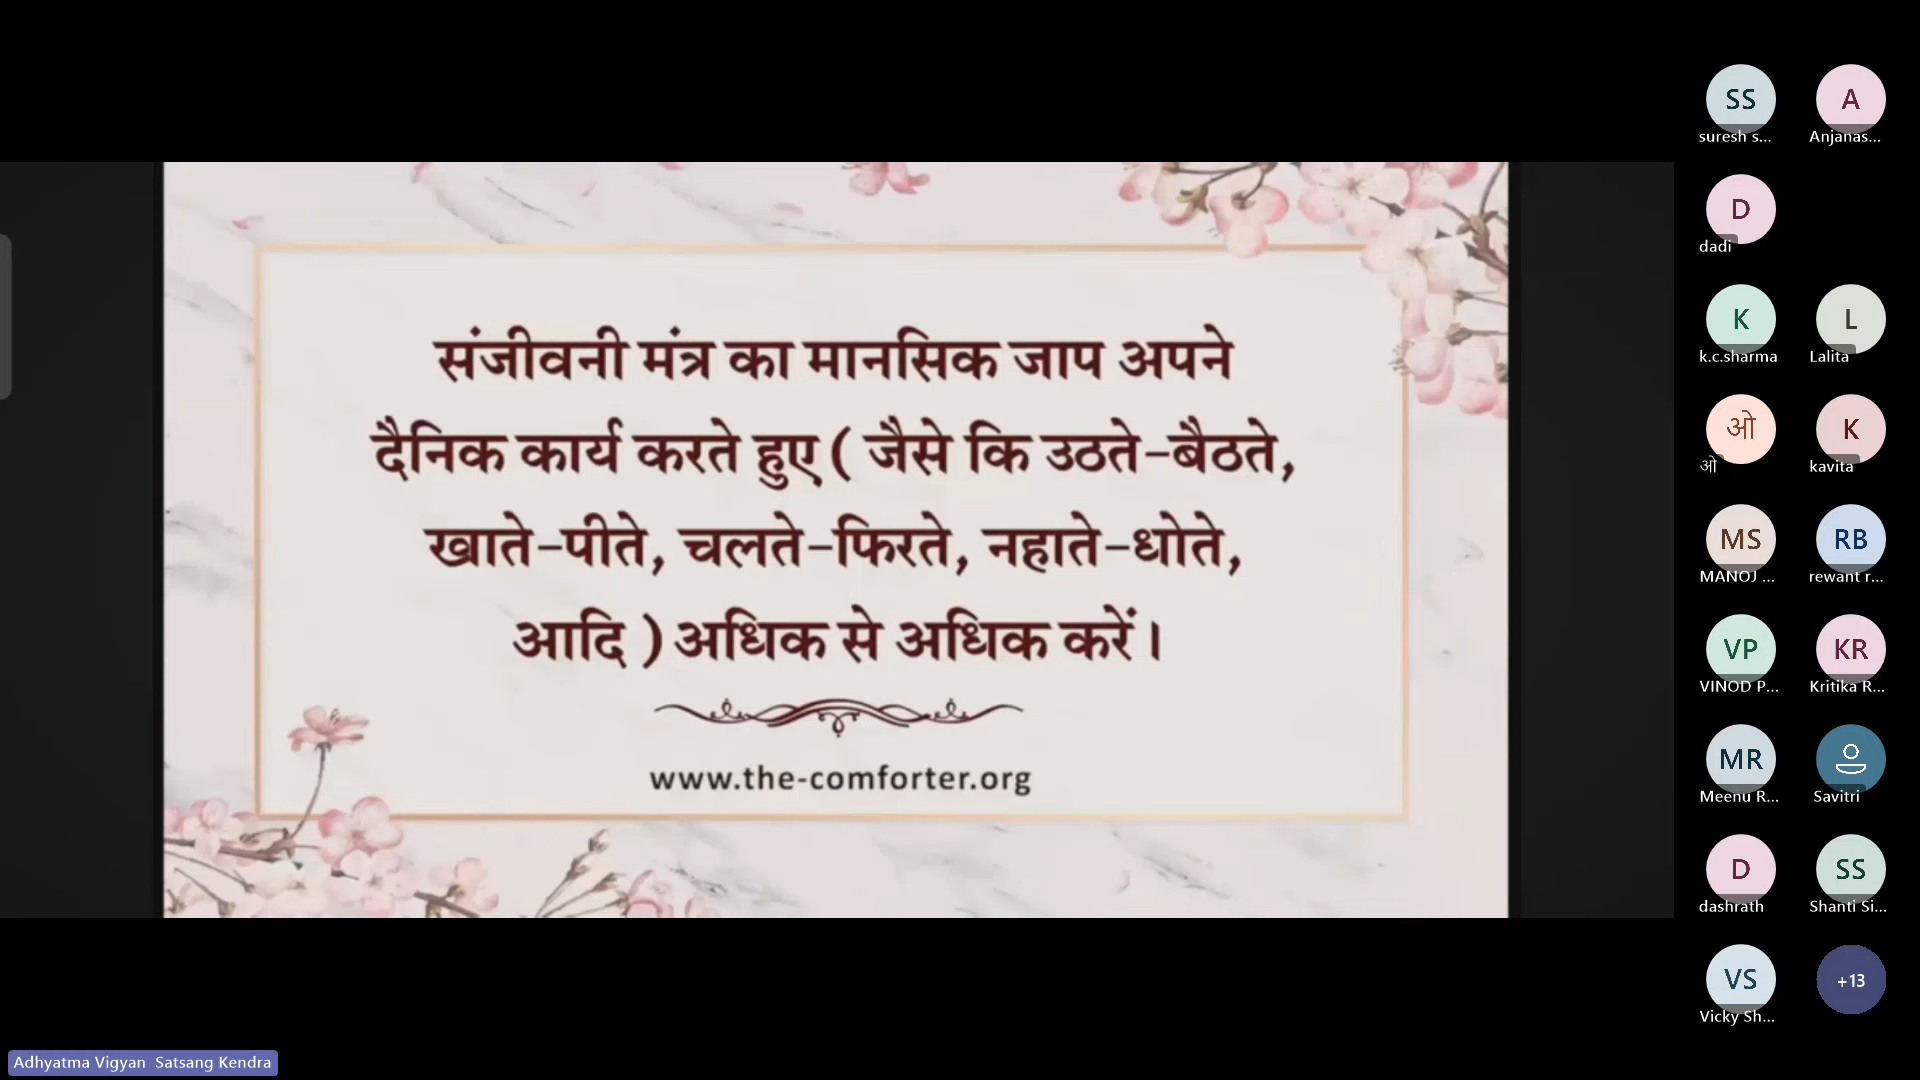 संजीवनी मंत्र का मानसिक जाप अपने
दैनिक कार्य करते हुए ( जैसे कि उठते-बैठते,
खाते-पीते, चलते-फिरते, नहाते-धोते,
आदि ) अधिक से अधिक करें।
www.the-comforter.org
SS
suresh s...
A
Anjanas...
D
dadi
K
k.c.sharma
L
Lalita
ओ
ओ
K
kavita
MS
MANOJ ...
RB
rewant r...
VP
VINOD P...
KR
Kritika R...
MR
Meenu R...
Savitri
D
dashrath
SS
Shanti Si...
VS
Vicky Sh...
+13
Adhyatma Vigyan Satsang Kendra